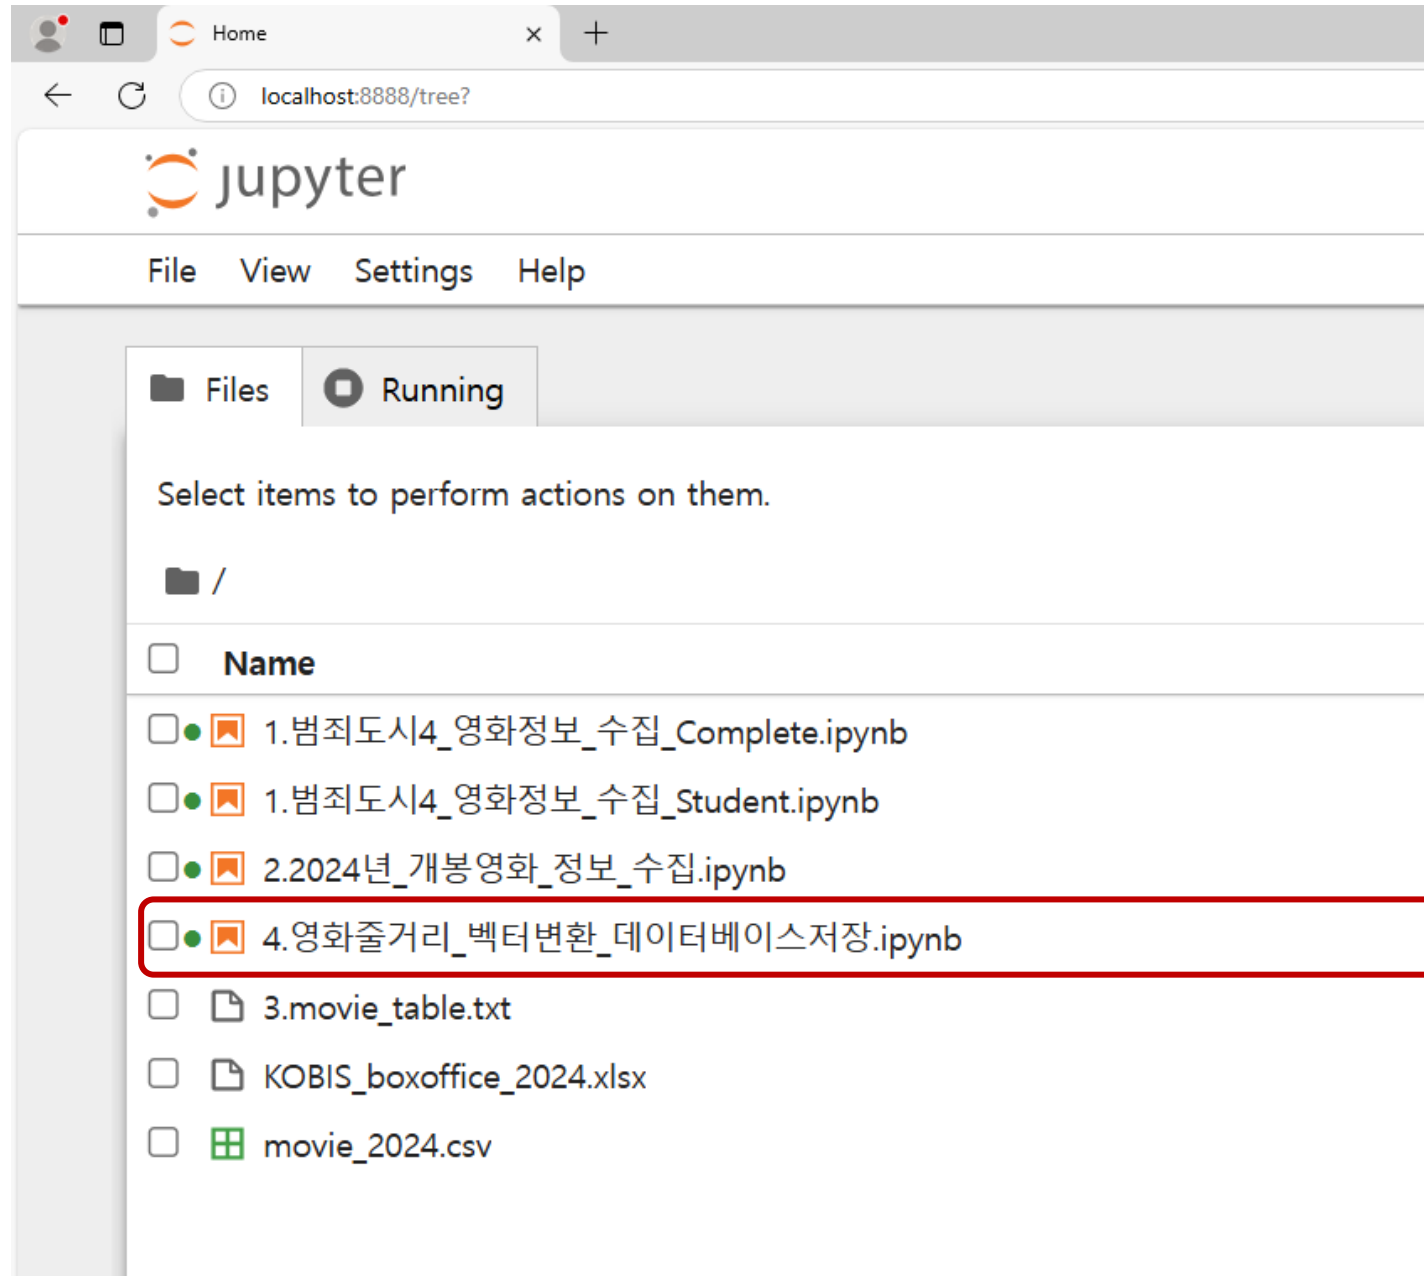 Home
localhost:8888/tree?
jupyter
File View Settings Help
Files Running
Select items to perform actions on them.
/
Name
1.범죄도시4_영화정보_수집_Complete.ipynb
1.범죄도시4_영화정보_수집_Student.ipynb
2.2024년_개봉영화_정보_수집.ipynb
4.영화줄거리_벡터변환_데이터베이스저장.ipynb
3.movie_table.txt
KOBIS_boxoffice_2024.xlsx
movie_2024.csv